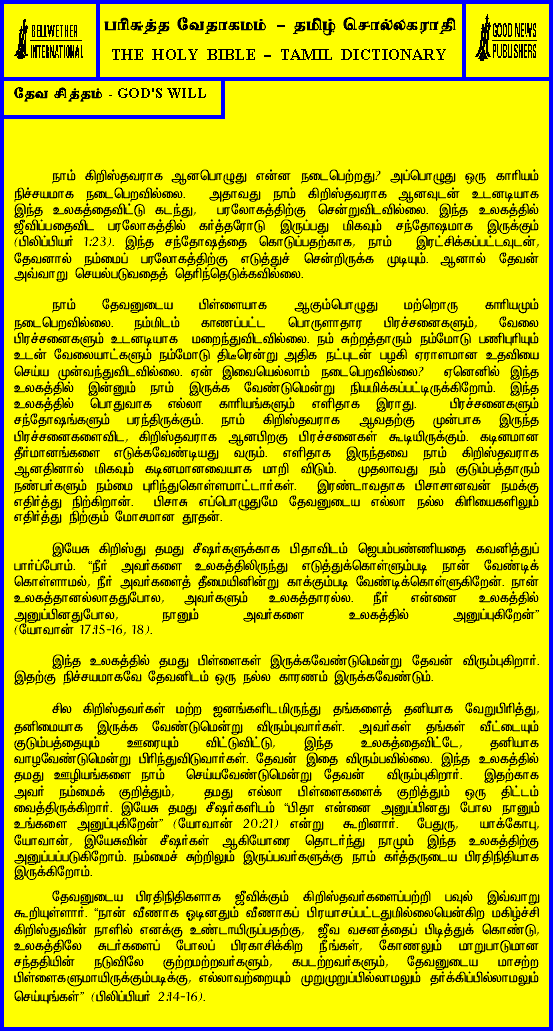 BELLWETHER
INTERNATIONAL
பரிசுத்த வேதாகமம் – தமிழ் சொல்லகராதி
THE HOLY BIBLE – TAMIL DICTIONARY
GOOD NEWS
PUBLISHERS
தேவ சித்தம் - GOD'S WILL
நாம் கிறிஸ்தவராக ஆனபொழுது என்ன நடைபெற்றது? அப்பொழுது ஒரு காரியம்
நிச்சயமாக நடைபெறவில்லை. அதாவது நாம் கிறிஸ்தவராக ஆனவுடன் உடனடியாக
இந்த உலகத்தைவிட்டு கடந்து, பரலோகத்திற்கு சென்றுவிடவில்லை. இந்த உலகத்தில்
ஜீவிப்பதைவிட பரலோகத்தில் கர்த்தரோடு இருப்பது மிகவும் சந்தோஷமாக இருக்கும்
(பிலிப்பியர் 1:23). இந்த சந்தோஷத்தை கொடுப்பதற்காக, நாம் இரட்சிக்கப்பட்டவுடன்,
தேவனால் நம்மைப் பரலோகத்திற்கு எடுத்துச் சென்றிருக்க முடியும். ஆனால் தேவன்
அவ்வாறு செயல்படுவதைத் தெரிந்தெடுக்கவில்லை.
நாம் தேவனுடைய பிள்ளையாக ஆகும்பொழுது மற்றொரு காரியமும்
நடைபெறவில்லை. நம்மிடம் காணப்பட்ட பொருளாதார பிரச்சனைகளும், வேலை
பிரச்சனைகளும் உடனடியாக மறைந்துவிடவில்லை. நம் சுற்றத்தாரும் நம்மோடு பணிபுரியும்
உடன் வேலையாட்களும் நம்மோடு திடீரென்று அதிக நட்புடன் பழகி ஏராளமான உதவியை
செய்ய முன்வந்துவிடவில்லை. ஏன் இவையெல்லாம் நடைபெறவில்லை? ஏனெனில் இந்த
உலகத்தில் இன்னும் நாம் இருக்க வேண்டுமென்று நியமிக்கப்பட்டிருக்கிறோம். இந்த
உலகத்தில் பொதுவாக எல்லா காரியங்களும் எளிதாக இராது. பிரச்சனைகளும்
சந்தோஷங்களும் பரந்திருக்கும். நாம் கிறிஸ்தவராக ஆவதற்கு முன்பாக இருந்த
பிரச்சனைகளைவிட, கிறிஸ்தவராக ஆனபிறகு பிரச்சனைகள் கூடியிருக்கும். கடினமான
தீர்மானங்களை எடுக்கவேண்டியது வரும். எளிதாக இருந்தவை நாம் கிறிஸ்தவராக
ஆனதினால் மிகவும் கடினமானவையாக மாறி விடும். முதலாவது நம் குடும்பத்தாரும்
நண்பர்களும் நம்மை புரிந்துகொள்ளமாட்டார்கள். இரண்டாவதாக பிசாசானவன் நமக்கு
எதிர்த்து நிற்கிறான். பிசாசு எப்பொழுதுமே தேவனுடைய எல்லா நல்ல கிரியைகளிலும்
எதிர்த்து நிற்கும் மோசமான தூதன்.
இயேசு கிறிஸ்து தமது சீஷர்களுக்காக பிதாவிடம் ஜெபம்பண்ணியதை கவனித்துப்
பார்ப்போம். "நீர் அவர்களை உலகத்திலிருந்து எடுத்துக்கொள்ளும்படி நான் வேண்டிக்
கொள்ளாமல், நீர் அவர்களைத் தீமையினின்று காக்கும்படி வேண்டிக்கொள்ளுகிறேன். நான்
உலகத்தானல்லாததுபோல, அவர்களும் உலகத்தாரல்ல. நீர் என்னை உலகத்தில்
அனுப்பினதுபோல, நானும் அவர்களை உலகத்தில் அனுப்புகிறேன்"
(யோவான் 17:15-16, 18).
இந்த உலகத்தில் தமது பிள்ளைகள் இருக்கவேண்டுமென்று தேவன் விரும்புகிறார்.
இதற்கு நிச்சயமாகவே தேவனிடம் ஒரு நல்ல காரணம் இருக்கவேண்டும்.
சில கிறிஸ்தவர்கள் மற்ற ஜனங்களிடமிருந்து தங்களைத் தனியாக வேறுபிரித்து,
தனிமையாக இருக்க வேண்டுமென்று விரும்புவார்கள். அவர்கள் தங்கள் வீட்டையும்
குடும்பத்தையும் ஊரையும் விட்டுவிட்டு, இந்த உலகத்தைவிட்டே, தனியாக
வாழவேண்டுமென்று பிரிந்துவிடுவார்கள். தேவன் இதை விரும்பவில்லை. இந்த உலகத்தில்
தமது ஊழியங்களை நாம் செய்யவேண்டுமென்று தேவன் விரும்புகிறார். இதற்காக
அவர் நம்மைக் குறித்தும், தமது எல்லா பிள்ளைகளைக் குறித்தும் ஒரு திட்டம்
வைத்திருக்கிறார். இயேசு தமது சீஷர்களிடம் "பிதா என்னை அனுப்பினது போல நானும்
உங்களை அனுப்புகிறேன்" (யோவான் 20:21) என்று கூறினார். பேதுரு, யாக்கோபு,
யோவான், இயேசுவின் சீஷர்கள் ஆகியோரை தொடர்ந்து நாமும் இந்த உலகத்திற்கு
அனுப்பப்படுகிறோம். நம்மைச் சுற்றிலும் இருப்பவர்களுக்கு நாம் கர்த்தருடைய பிரதிநிதியாக
இருக்கிறோம்.
தேவனுடைய பிரதிநிதிகளாக ஜீவிக்கும் கிறிஸ்தவர்களைப்பற்றி பவுல் இவ்வாறு
கூறியுள்ளார். "நான் வீணாக ஓடினதும் வீணாகப் பிரயாசப்பட்டதுமில்லையென்கிற மகிழ்ச்சி
கிறிஸ்துவின் நாளில் எனக்கு உண்டாயிருப்பதற்கு, ஜீவ வசனத்தைப் பிடித்துக் கொண்டு,
உலகத்திலே சுடர்களைப் போலப் பிரகாசிக்கிற நீங்கள், கோணலும் மாறுபாடுமான
சந்ததியின் நடுவிலே குற்றமற்றவர்களும், கபடற்றவர்களும், தேவனுடைய மாசற்ற
பிள்ளைகளுமாயிருக்கும்படிக்கு, எல்லாவற்றையும் முறுமுறுப்பில்லாமலும் தர்க்கிப்பில்லாமலும்
செய்யுங்கள்" (பிலிப்பியர் 2:14-16).